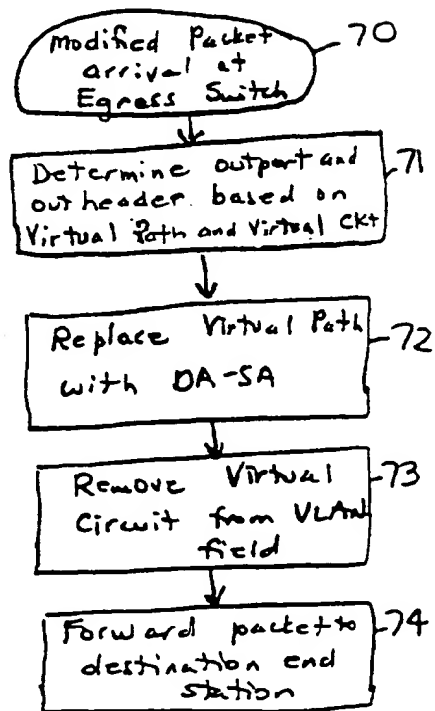 Modified Packet
arrival at
Egress Switch
70
Determine outport and
out header. based on
Virtual Path and Virtual CKt
71
Replace Virtual Path
with DA-SA
72
Remove Virtual
Circuit from VLAN
field
73
Forward packet to
destination end
station
74